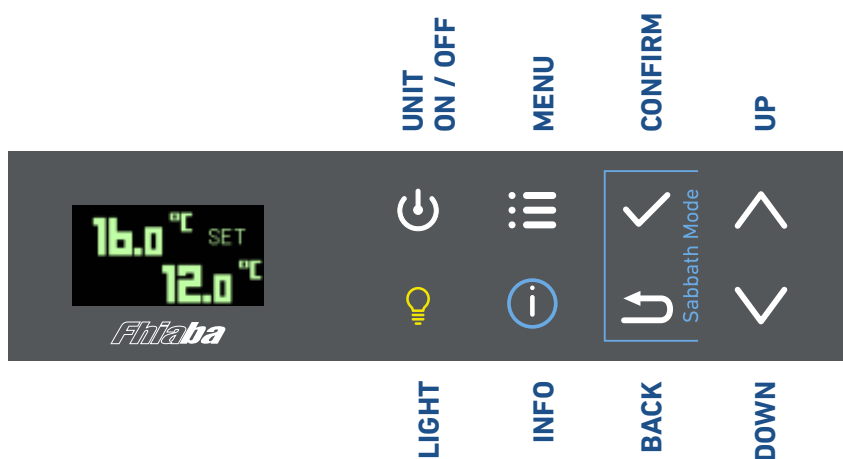 UNIT
ON / OFF
MENU
CONFIRM
UP
16.0 °C SET
12.0 °C
Fhiaba
Sabbath Mode
LIGHT
INFO
BACK
DOWN